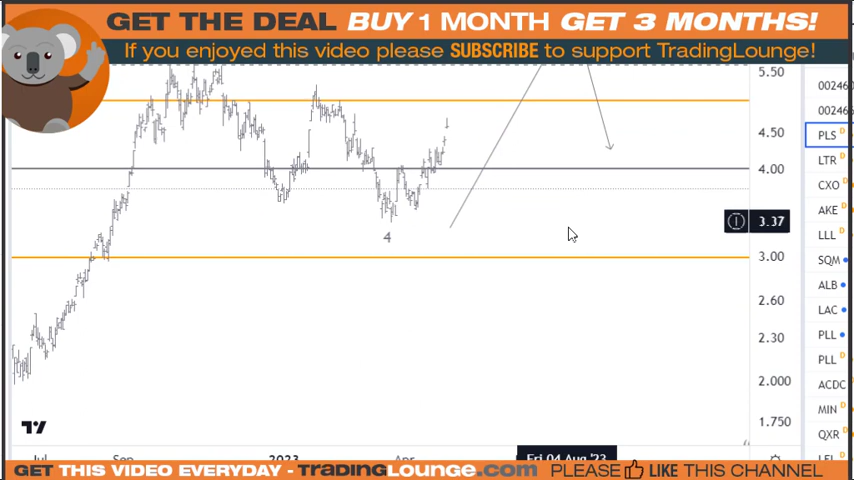 GET THE DEAL BUY 1 MONTH GET 3 MONTHS!
If you enjoyed this video please SUBSCRIBE to support TradingLounge!
5.50
4.50
4.00
3.37
3.00
2.60
2.30
2.000
1.750
4
00246
00246
PLS D
LTR D
CXO D
AKE D
LLL D
SQM
ALB
LAC
PLL
PLL D
ACDC
MIN D
QXR D
Jul
Sep
2023
Apr
Fri 04 Aug '23
GET THIS VIDEO EVERYDAY - TRADINGLOUNGE.com PLEASE LIKE THIS CHANNEL